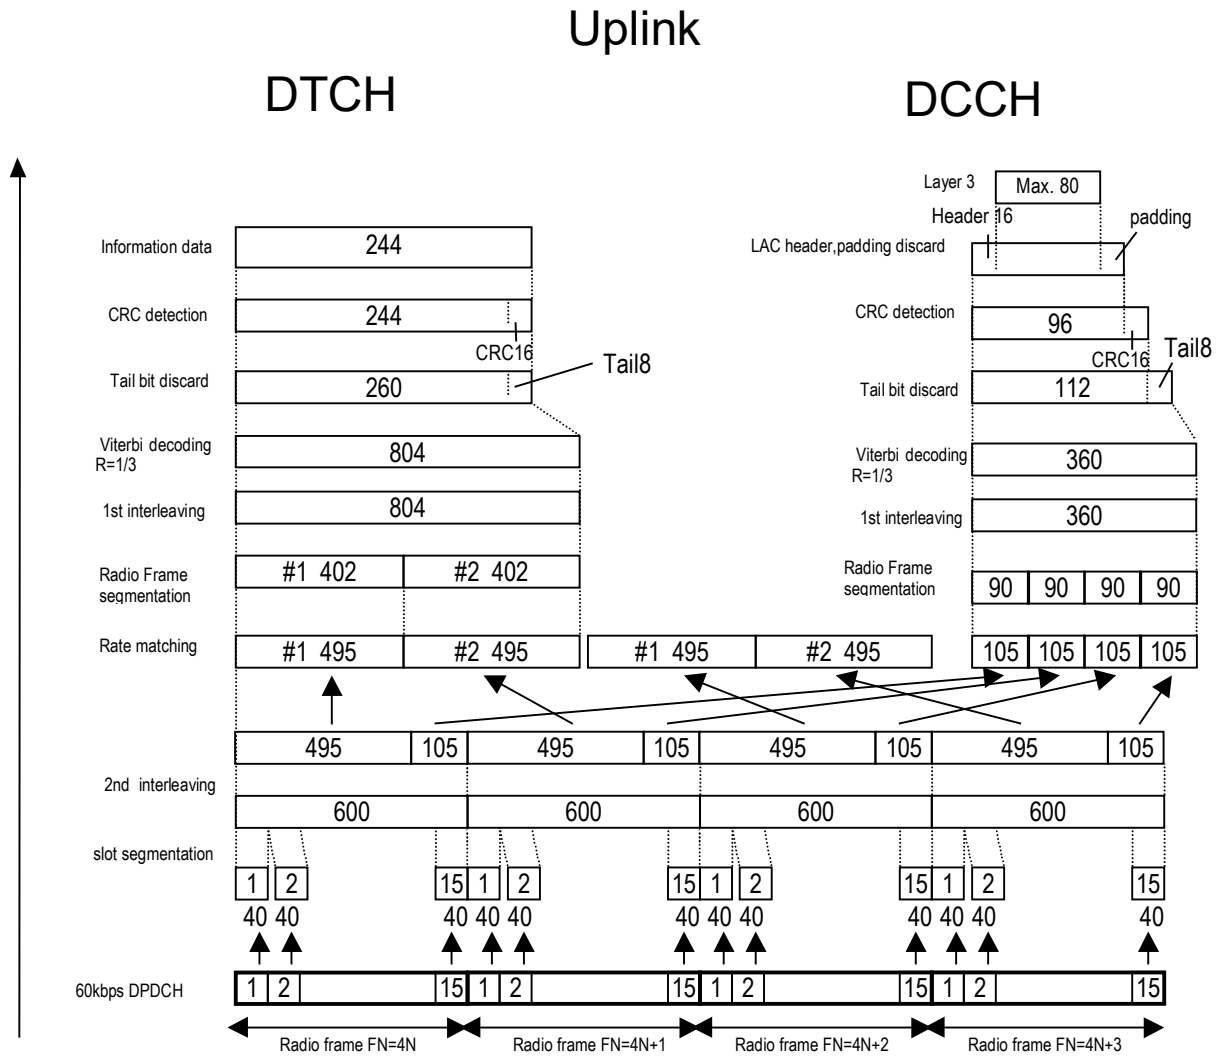 Uplink
DTCH
DCCH
Layer 3
Max. 80
Header 16
padding
Information data
244
LAC header,padding discard
CRC detection
244
CRC16
CRC detection
96
CRC16
Tail8
Tail bit discard
260
Tail8
Tail bit discard
112
Viterbi decoding
R=1/3
804
Viterbi decoding
R=1/3
360
1st interleaving
804
1st interleaving
360
Radio Frame
segmentation
#1 402
#2 402
Radio Frame
segmentation
90 90 90 90
Rate matching
#1 495
#2 495
#1 495
#2 495
105 105 105 105
495 105 495 105 495 105 495 105
2nd interleaving
600 600 600 600
slot segmentation
1 2 15 1 2 15 1 2 15 1 2 15
40 40 40 40 40 40 40 40 40 40 40 40
60kbps DPDCH
1 2 15 1 2 15 1 2 15 1 2 15
Radio frame FN=4N
Radio frame FN=4N+1
Radio frame FN=4N+2
Radio frame FN=4N+3